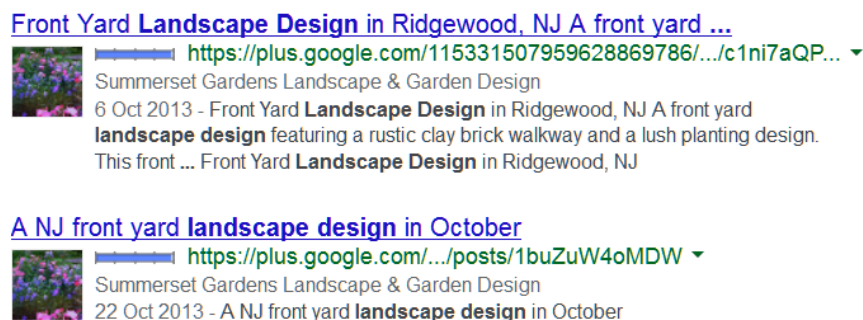 Front Yard Landscape Design in Ridgewood, NJ A front yard ...
https://plus.google.com/115331507959628869786/.../c1ni7aQP...
Summerset Gardens Landscape & Garden Design
6 Oct 2013 - Front Yard Landscape Design in Ridgewood, NJ A front yard
landscape design featuring a rustic clay brick walkway and a lush planting design.
This front ... Front Yard Landscape Design in Ridgewood, NJ
A NJ front yard landscape design in October
https://plus.google.com/.../posts/1buZuW4oMDW
Summerset Gardens Landscape & Garden Design
22 Oct 2013 - A NJ front yard landscape design in October